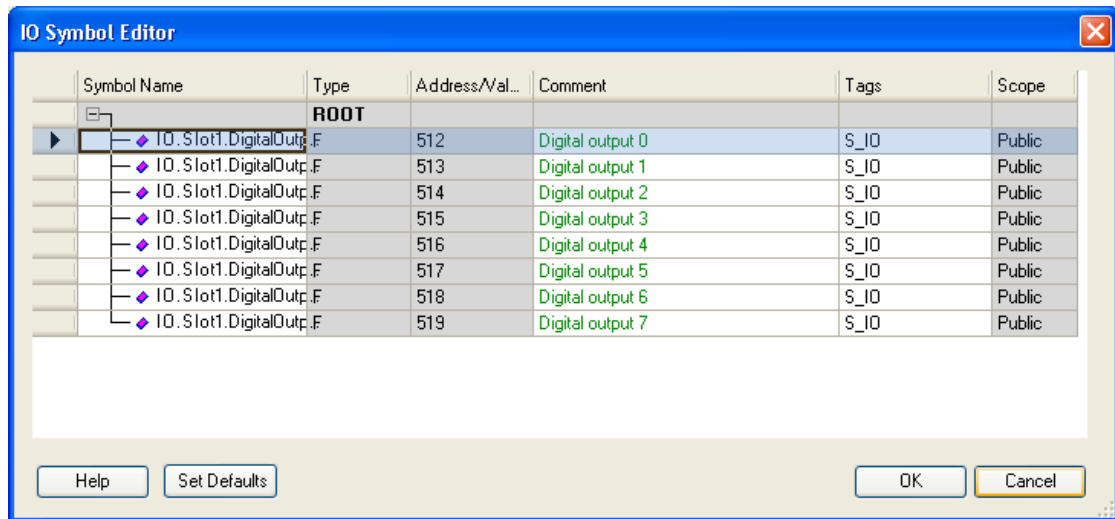 IO Symbol Editor
Symbol Name Type Address/Val... Comment Tags Scope
ROOT
IO.Slot1.DigitalOutp F 512 Digital output 0 S_IO Public
IO.Slot1.DigitalOutp F 513 Digital output 1 S_IO Public
IO.Slot1.DigitalOutp F 514 Digital output 2 S_IO Public
IO.Slot1.DigitalOutp F 515 Digital output 3 S_IO Public
IO.Slot1.DigitalOutp F 516 Digital output 4 S_IO Public
IO.Slot1.DigitalOutp F 517 Digital output 5 S_IO Public
IO.Slot1.DigitalOutp F 518 Digital output 6 S_IO Public
IO.Slot1.DigitalOutp F 519 Digital output 7 S_IO Public
Help Set Defaults OK Cancel